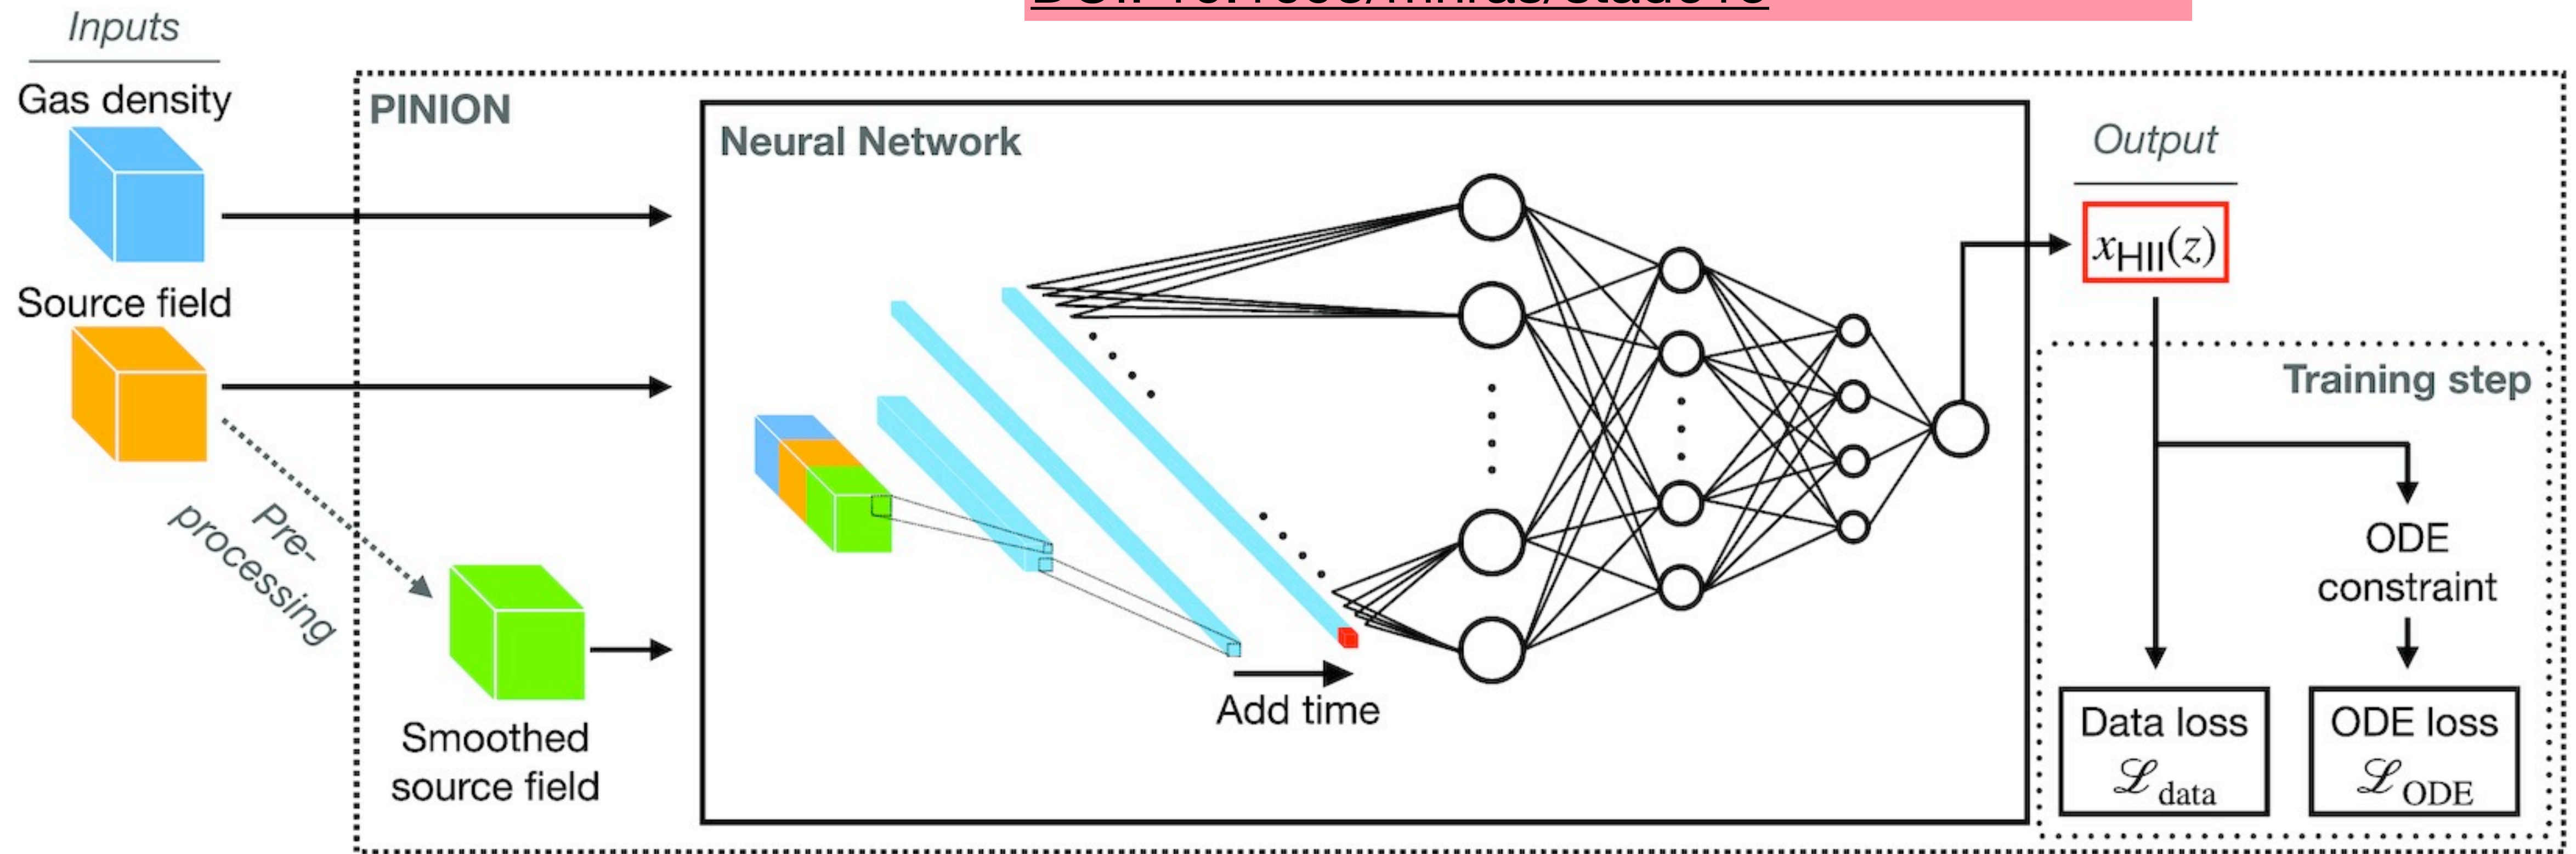 Inputs
Gas density
Source field
Pre-
processing
Smoothed
source field
PINION
Neural Network
Add time
Output
xHII(z)
Training step
ODE
constraint
Data loss
ℒdata
ODE loss
ℒODE